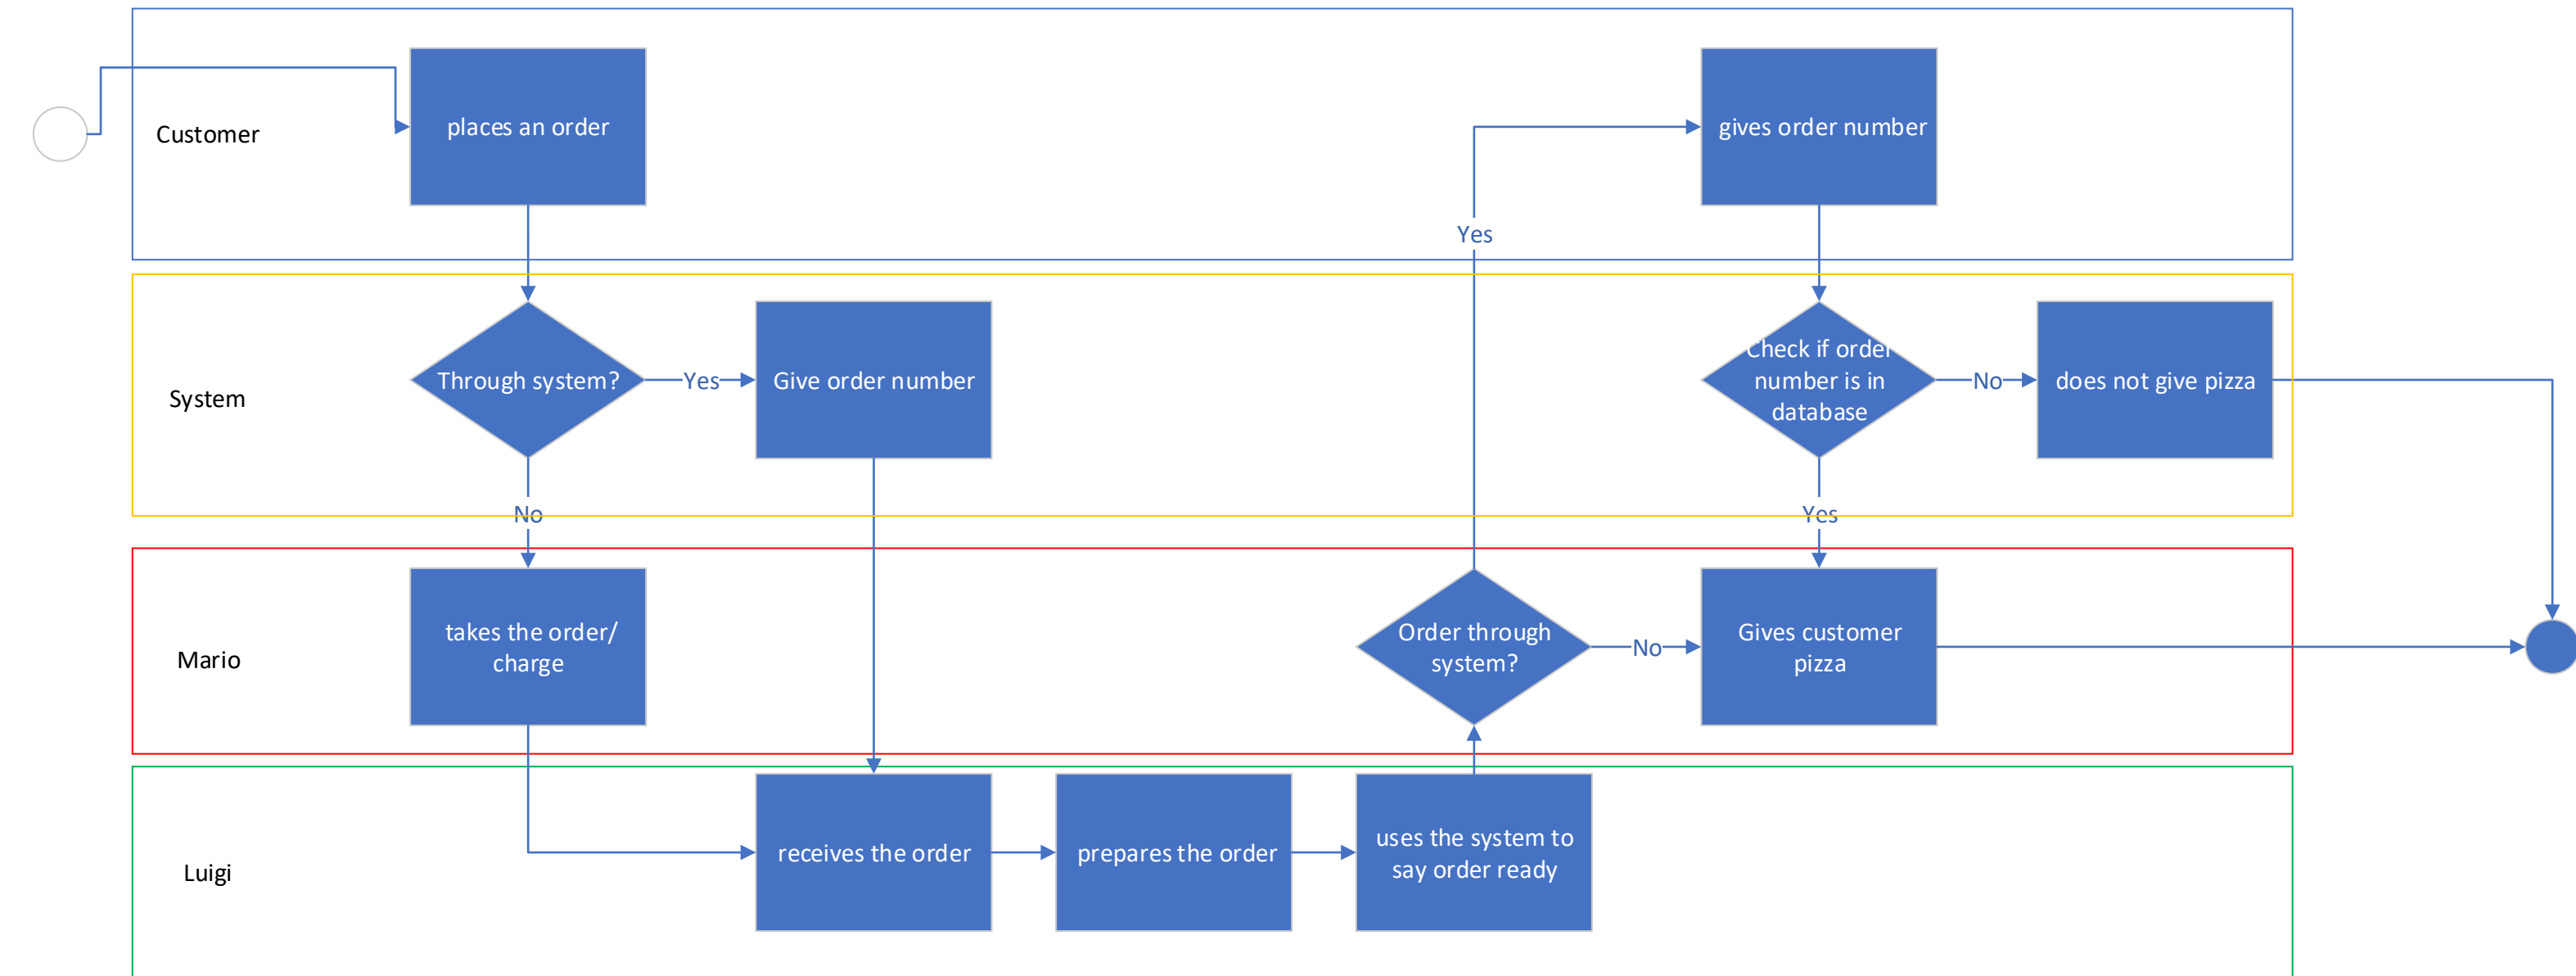 Customer
places an order
gives order number
Yes
System
Through system?
Yes
Give order number
Check if order
number is in
database
No
does not give pizza
No
Yes
Mario
takes the order/
charge
Order through
system?
No
Gives customer
pizza
Luigi
receives the order
prepares the order
uses the system to
say order ready